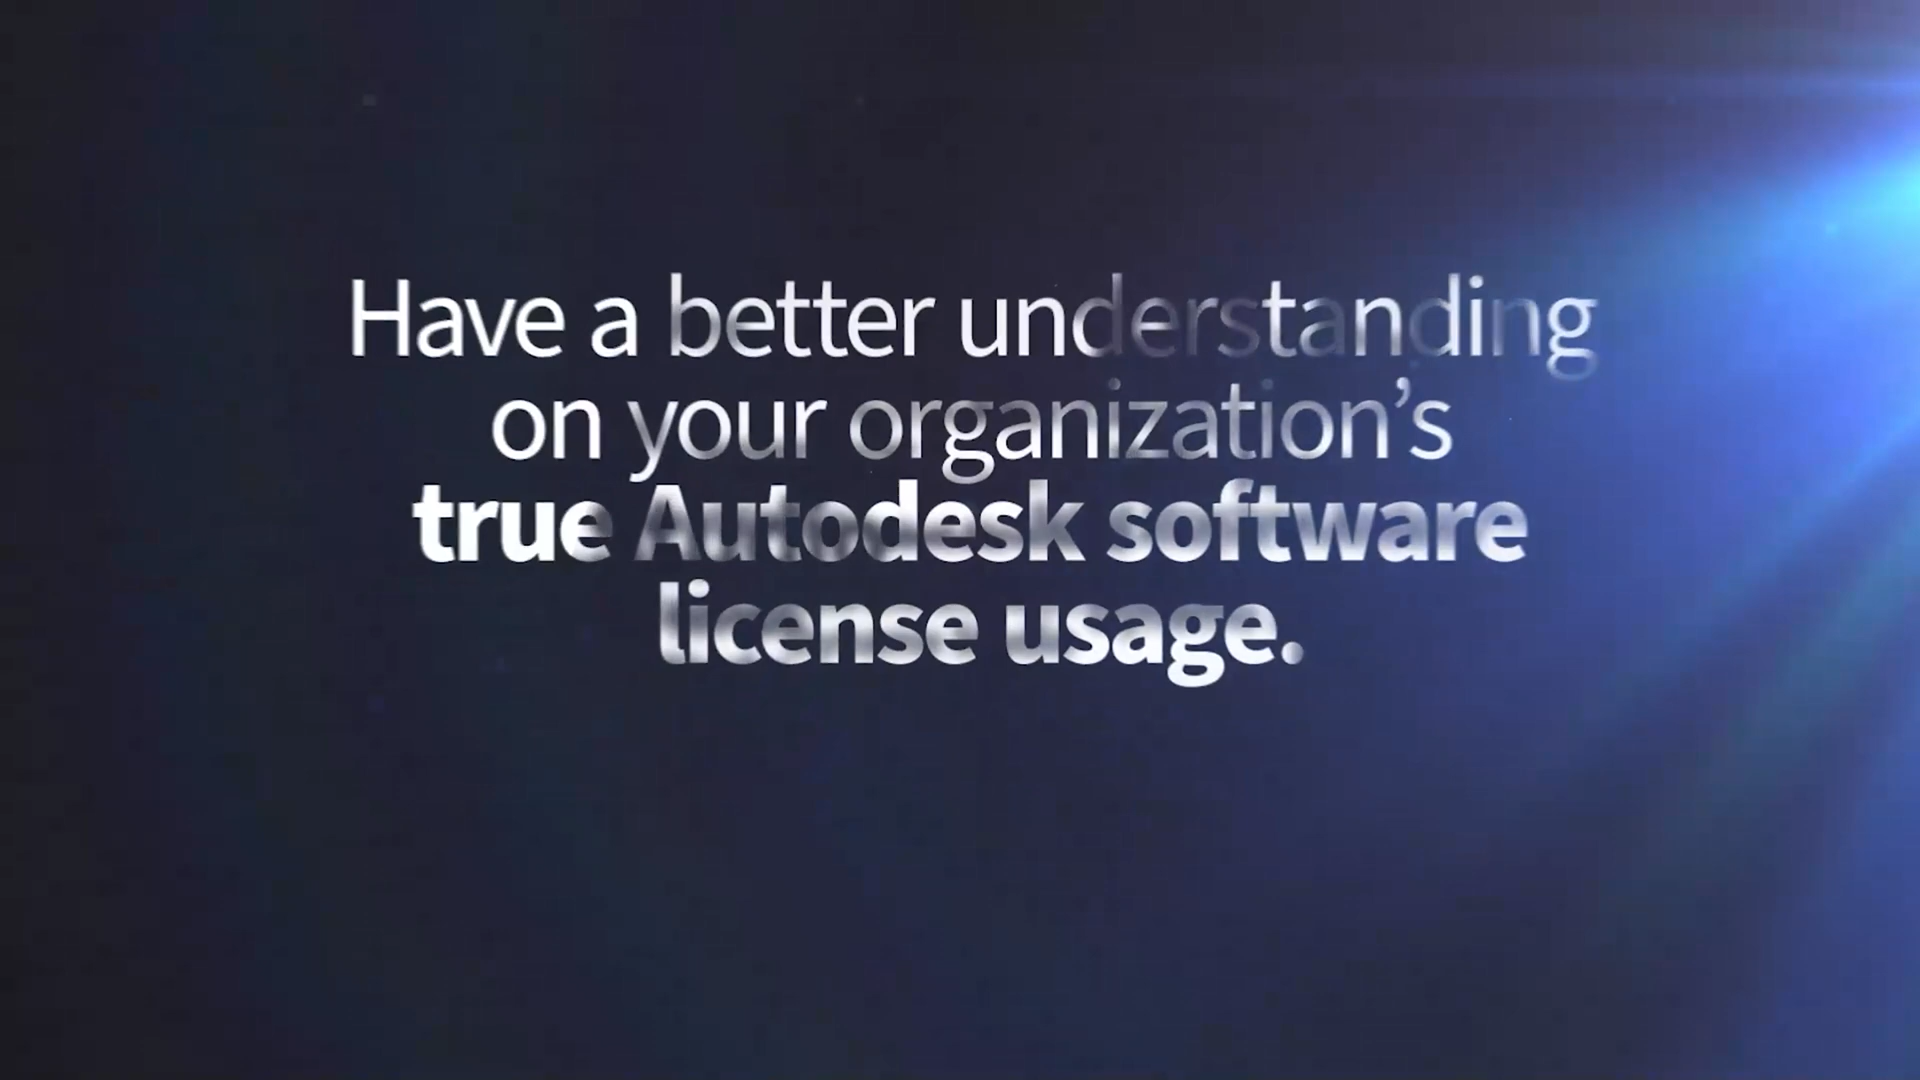 Have a better understanding
on your organization’s
true Autodesk software
license usage.